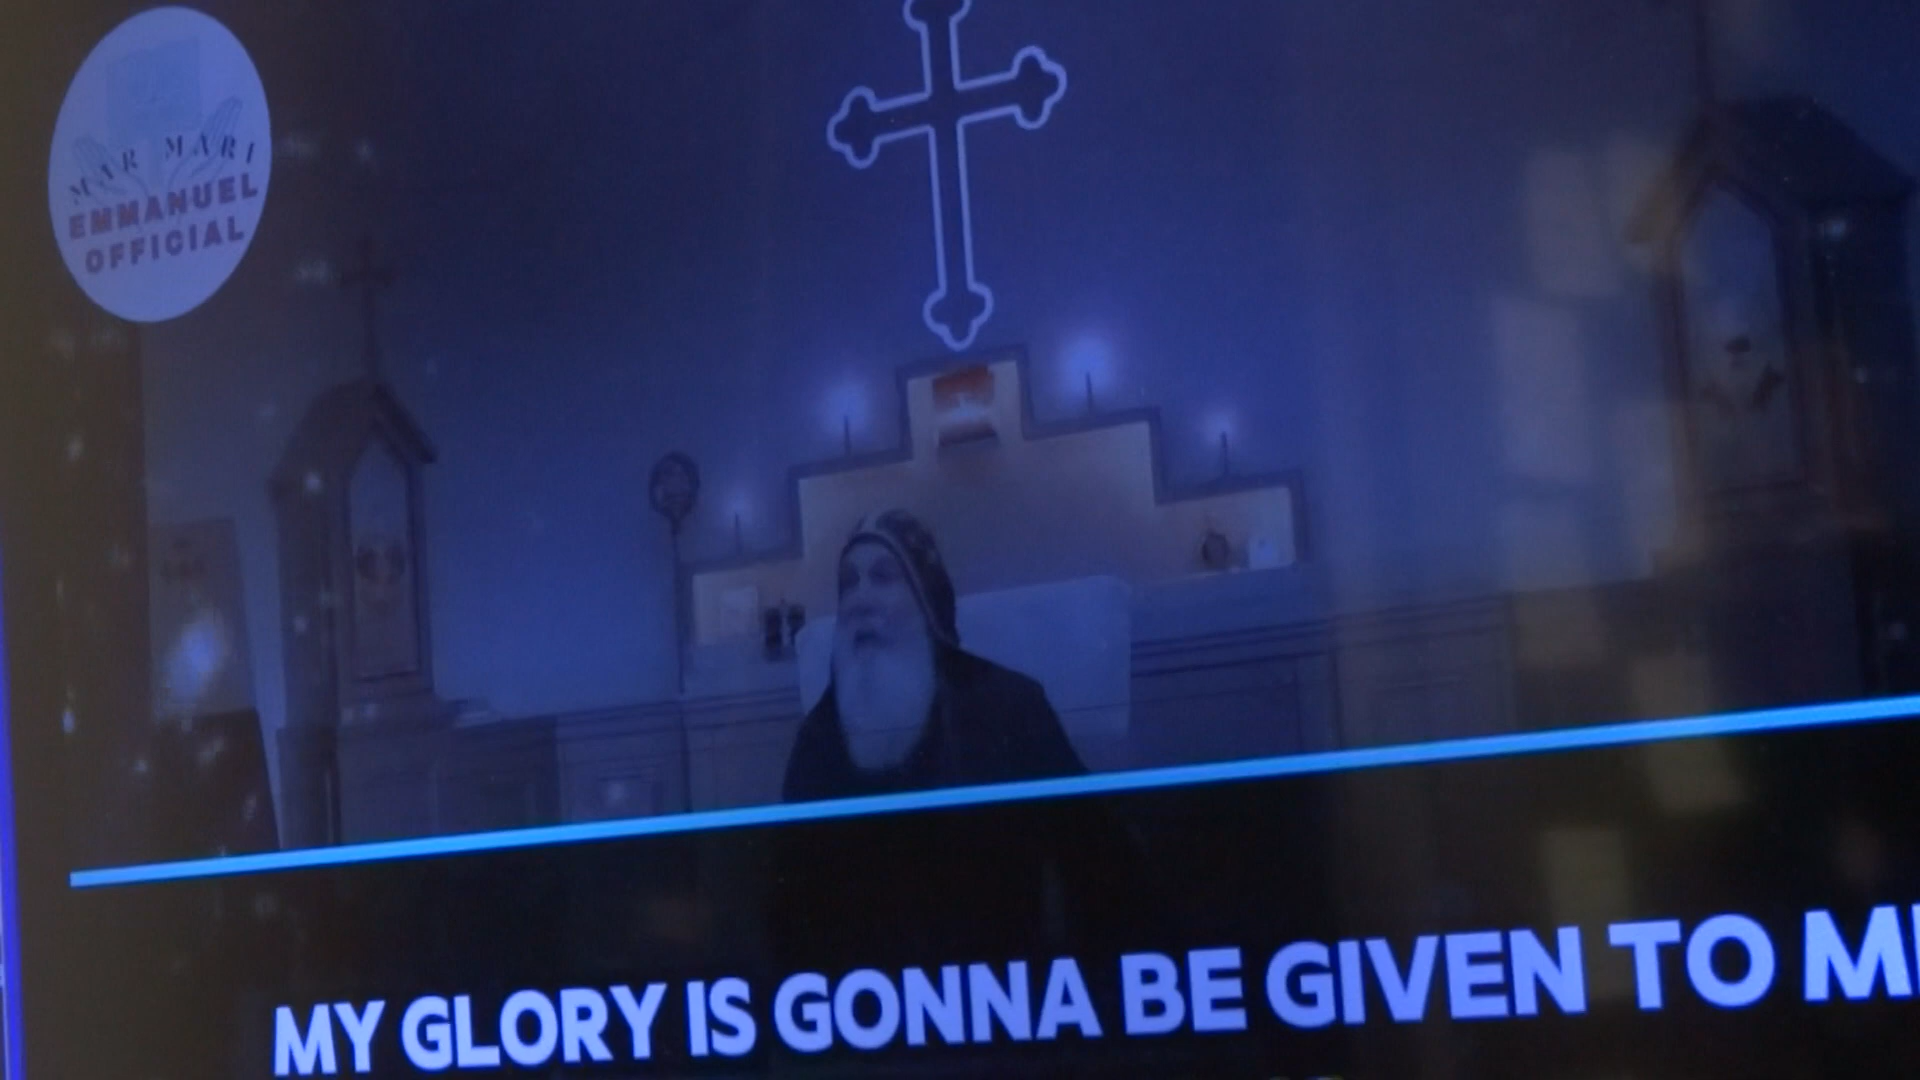 MAR MARI
EMMANUEL
OFFICIAL
MY GLORY IS GONNA BE GIVEN TO